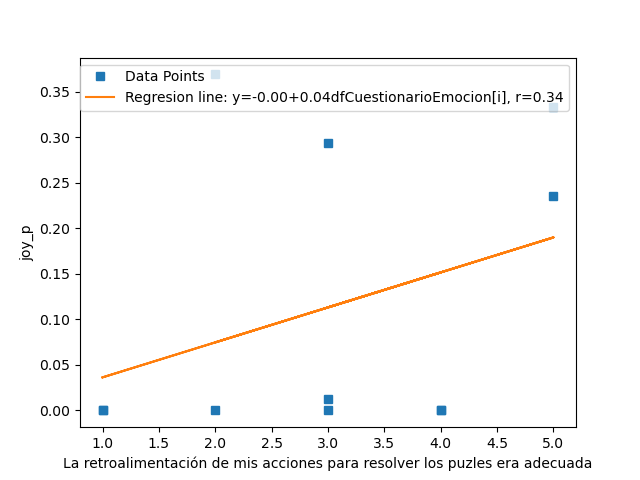 Data Points
Regresion line: y=-0.00+0.04dfCuestionarioEmocion[i], r=0.34
0.35
0.30
0.25
0.20
0.15
0.10
0.05
0.00
joy_p
1.0 1.5 2.0 2.5 3.0 3.5 4.0 4.5 5.0
La retroalimentación de mis acciones para resolver los puzles era adecuada